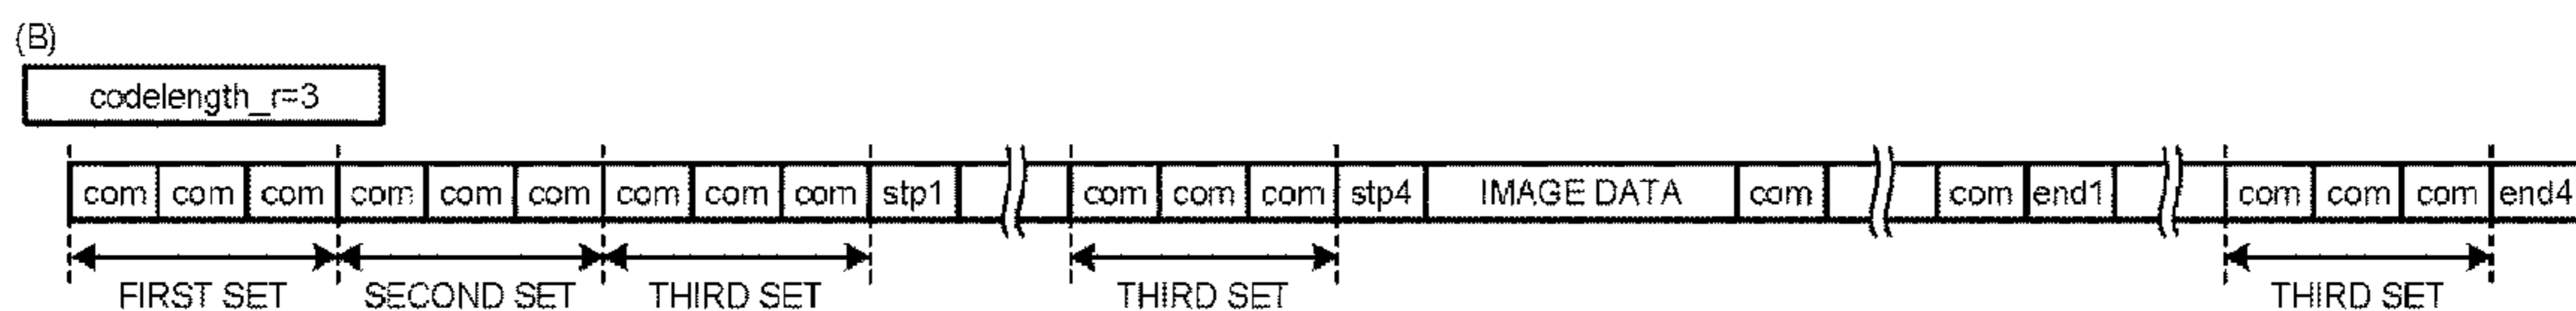 (B)
codelength_r=3
com com com com com com com com com stp1 com com com stp4 IMAGE DATA com com end1 com com com end4
FIRST SET SECOND SET THIRD SET THIRD SET THIRD SET